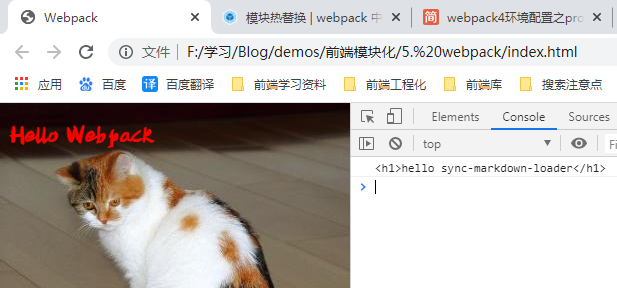 Webpack
模块热替换 | webpack 中
webpack4环境配置之pro
文件 F:/学习/Blog/demos/前端模块化/5.%20webpack/index.html
应用 百度 百度翻译 前端学习资料 前端工程化 前端库 搜索注意点
Hello Webpack
Elements Console Sources
top
Fi
<h1>hello sync-markdown-loader</h1>